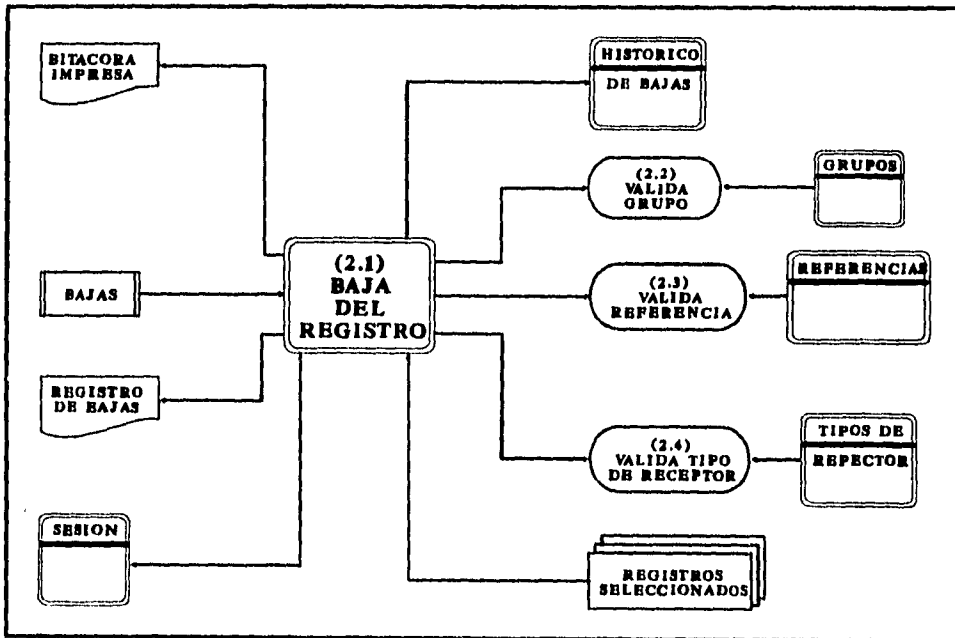 BITACORA
IMPRESA
HISTORICO
DE BAJAS
(2.2)
VALIDA
GRUPO
GRUPOS
(2.1)
BAJA
DEL
REGISTRO
BAJAS
(2.3)
VALIDA
REFERENCIA
REFERENCIAS
REGISTRO
DE BAJAS
(2.4)
VALIDA TIPO
DE RECEPTOR
TIPOS DE
REPECTOR
SESION
REGISTROS
SELECCIONADOS